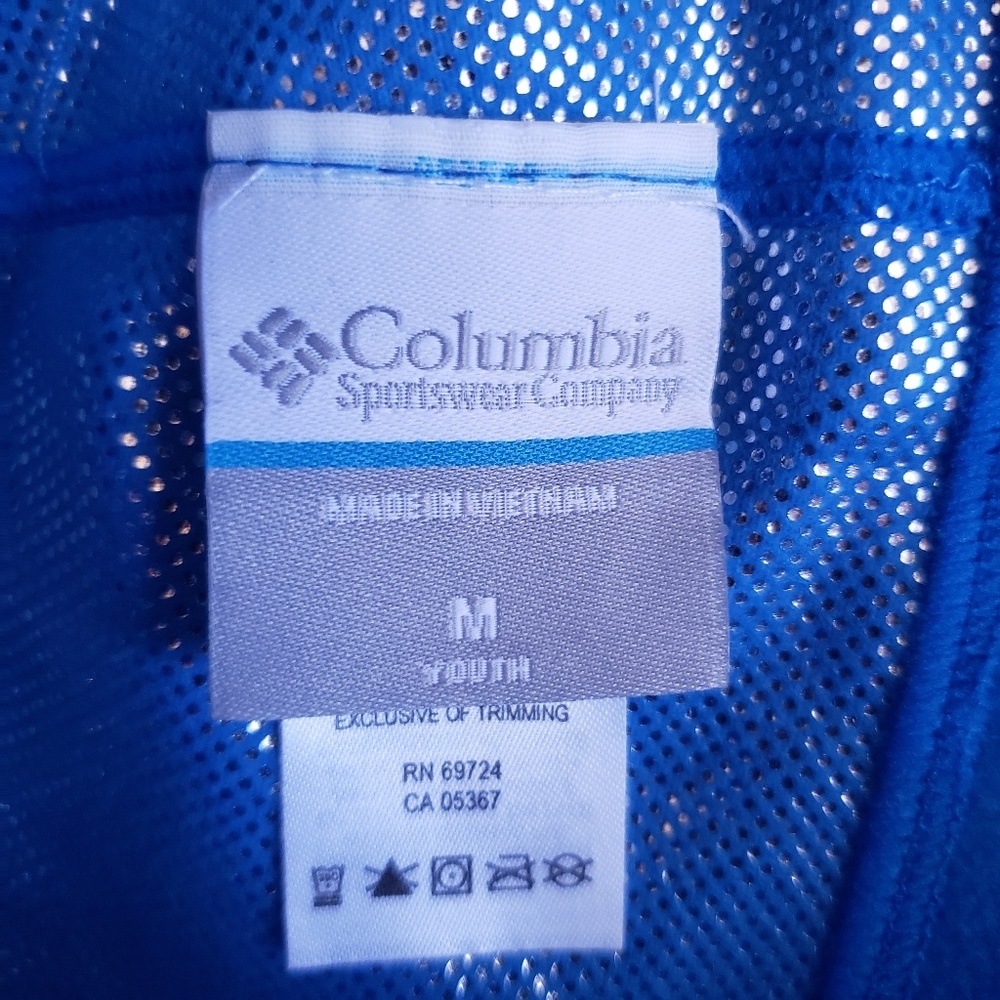 Columbia
Sportswear Company
MADE IN VIETNAM
M
YOUTH
EXCLUSIVE OF TRIMMING
RN 69724
CA 05367